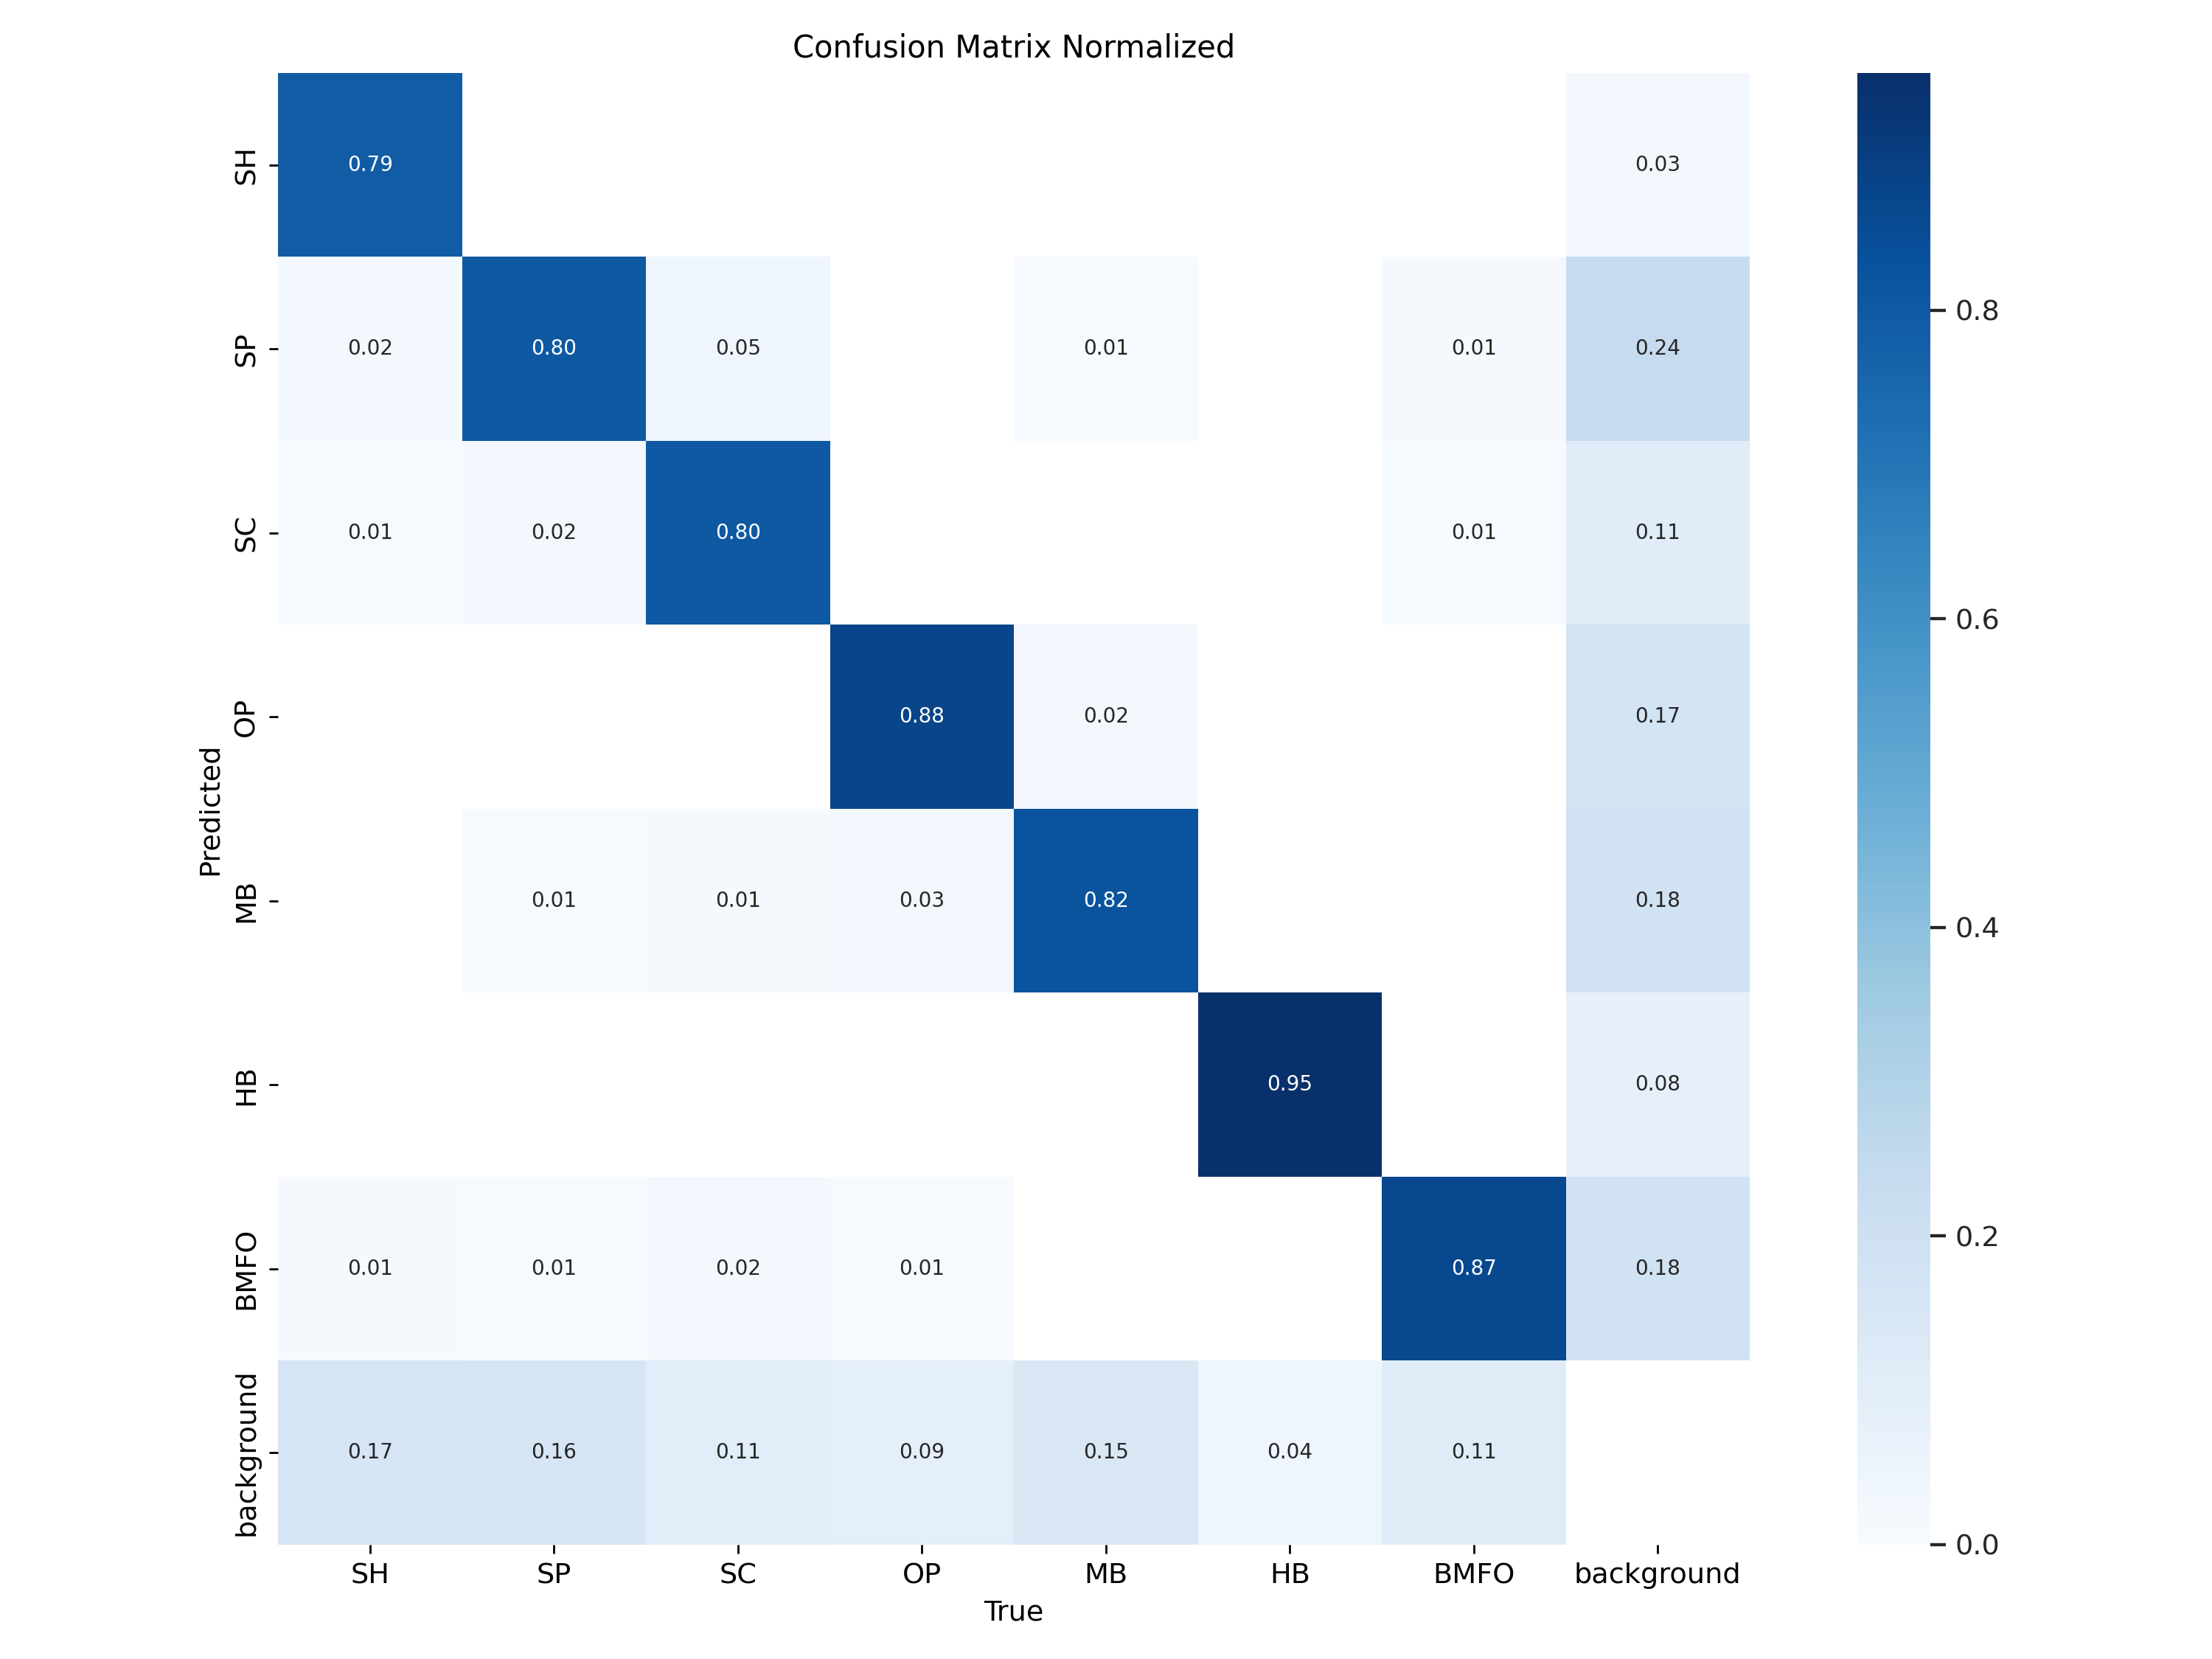 Confusion Matrix Normalized
SH 0.79 0.03
SP 0.02 0.80 0.05 0.01 0.01 0.24 0.8
SC 0.01 0.02 0.80 0.01 0.11 0.6
OP 0.88 0.02 0.17
Predicted
MB 0.01 0.01 0.03 0.82 0.18 0.4
HB 0.95 0.08
BMFO 0.01 0.01 0.02 0.01 0.87 0.18 0.2
background 0.17 0.16 0.11 0.09 0.15 0.04 0.11 0.0
SH SP SC OP MB HB BMFO background
True